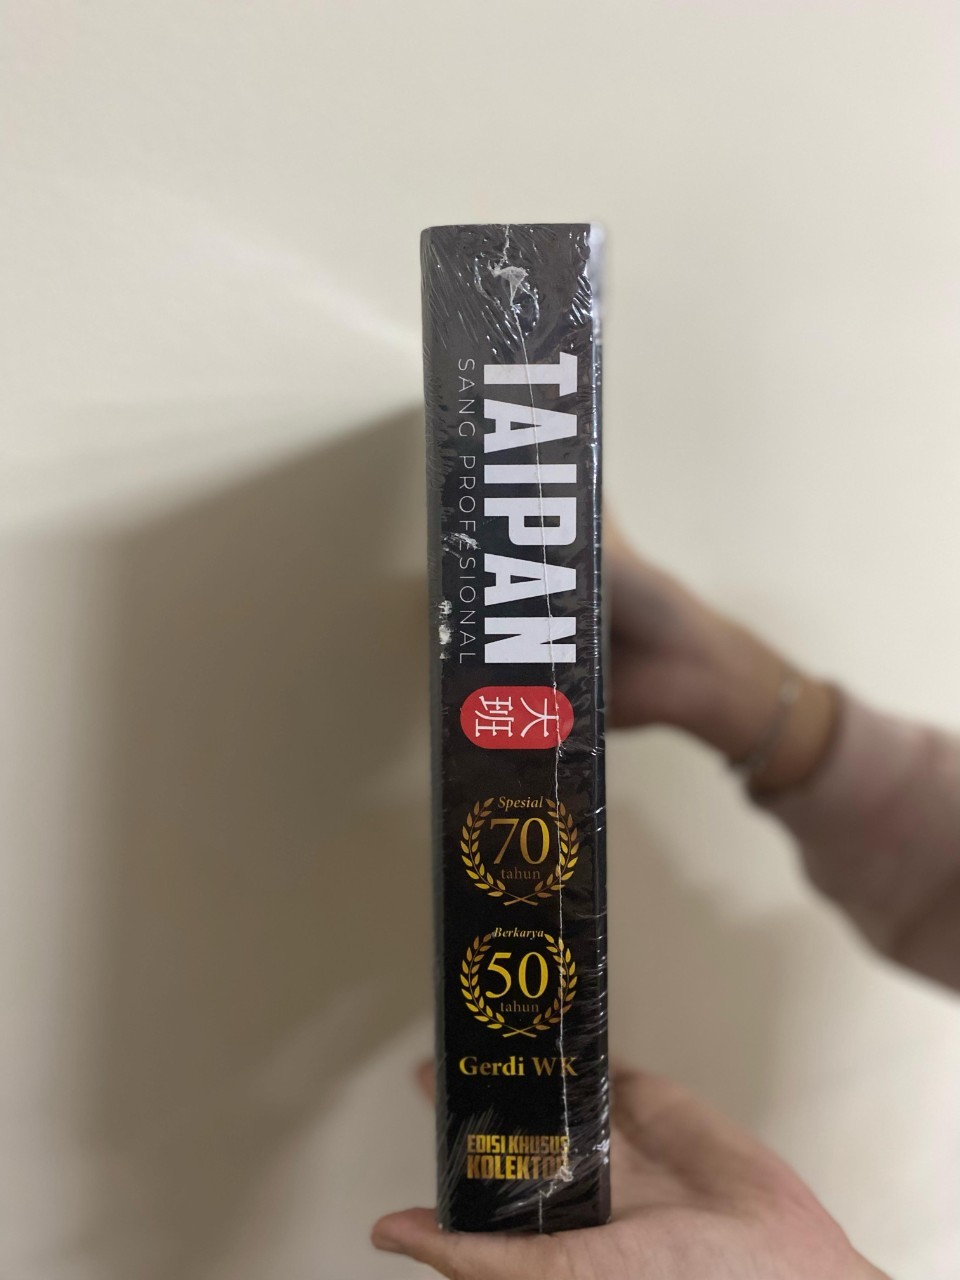 TAIPAN
SANG PROFESIONAL
大班
Spesial
70
tahun
Berkarya
50
tahun
Gerdi WK
EDISI KHUSUS
KOLEKTOR